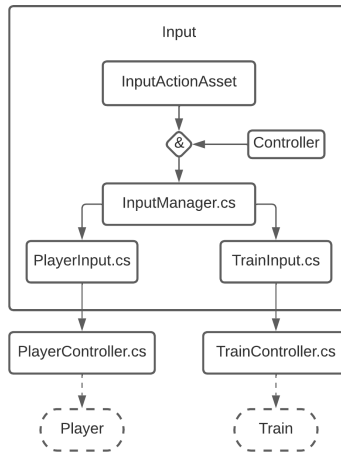 Input
InputActionAsset
&
Controller
InputManager.cs
PlayerInput.cs
TrainInput.cs
PlayerController.cs
TrainController.cs
Player
Train